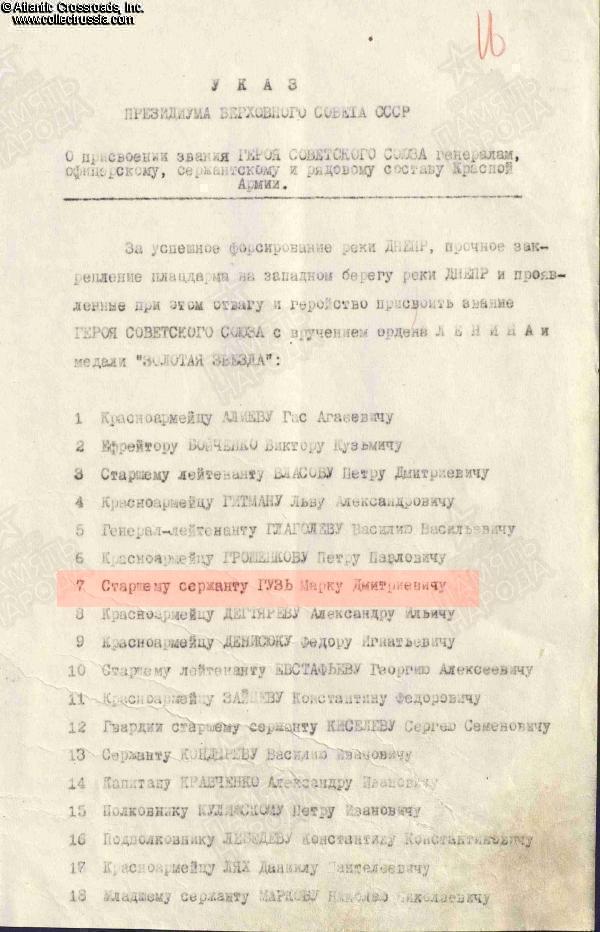 © Atlantic Crossroads, Inc.
www.collectrussia.com
16
У К А З
ПРЕЗИДИУМА ВЕРХОВНОГО СОВЕТА СССР
О присвоении звания ГЕРОЯ СОВЕТСКОГО СОЮЗА генералам,
офицерскому, сержантскому и рядовому составу Красной
Армии.
За успешное форсирование реки ДНЕПР, прочное зак-
репление плацдарма на западном берегу реки ДНЕПР и прояв-
ленные при этом отвагу и геройство присвоить звание
ГЕРОЯ СОВЕТСКОГО СОЮЗА с вручением ордена Л Е Н И Н А и
медали "ЗОЛОТАЯ ЗВЕЗДА":
1 Красноармейцу АЛИЕВУ Гас Агаевичу
2 Ефрейтору БОВЧЕНКО Виктору Кузьмичу
3 Старшему лейтенанту ВЛАСОВУ Петру Дмитриевичу
4 Красноармейцу ГИТМАНУ Льву Александровичу
5 Генерал-лейтенанту ГЛАГОЛЕВУ Василию Васильевичу
6 Красноармейцу ГРОШЕНКОВУ Петру Павловичу
7 Старшему сержанту ГУЗЬ Марку Дмитриевичу
8 Красноармейцу ДЕГТЯРЕВУ Александру Ильичу
9 Красноармейцу ДЕНИСЮКУ Федору Игнатьевичу
10 Старшему лейтенанту ЕВСТАФЬЕВУ Георгию Алексеевичу
11 Красноармейцу ЗАЙЦЕВУ Константину Федоровичу
12 Гвардии старшему сержанту КИСЕЛЕВУ Сергею Семеновичу
13 Сержанту КОНДЫРЕВУ Василию Ивановичу
14 Капитану КРАВЧЕНКО Александру Ивановичу
15 Полковнику КУЛИЖСКОМУ Петру Ивановичу
16 Подполковнику ЛЕБЕДЕВУ Константину Константиновичу
17 Красноармейцу ЛЯХ Даниилу Пантелеевичу
18 Младшему сержанту МАРКОВУ Николаю Николаевичу
ПАМЯТЬ
НАРОДА